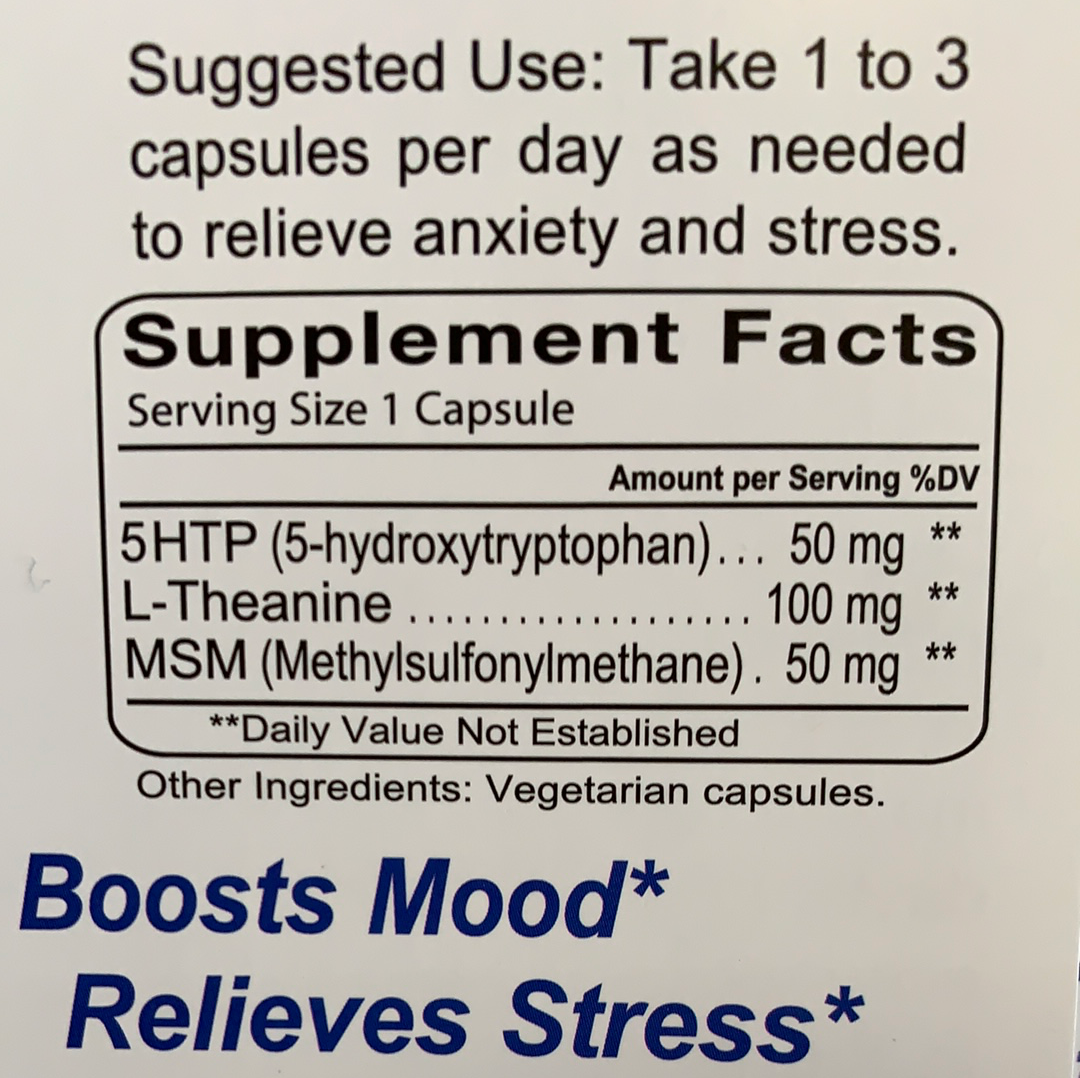 Suggested Use: Take 1 to 3
capsules per day as needed
to relieve anxiety and stress.
Supplement Facts
Serving Size 1 Capsule
Amount per Serving %DV
5HTP (5-hydroxytryptophan)... 50 mg **
L-Theanine ................... 100 mg **
MSM (Methylsulfonylmethane) . 50 mg **
**Daily Value Not Established
Other Ingredients: Vegetarian capsules.
Boosts Mood*
Relieves Stress*